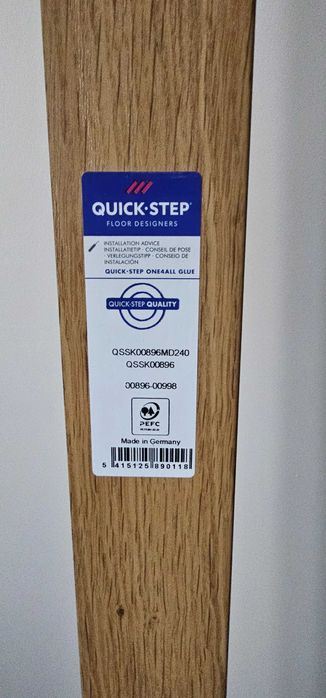 QUICK·STEP®
FLOOR DESIGNERS
INSTALLATION ADVICE
INSTALLATIETIP · CONSEIL DE POSE
· VERLEGUNGSTIPP · CONSEJO DE
INSTALACIÓN
QUICK·STEP ONE4ALL GLUE
QUICK·STEP QUALITY
QSSK00896MD240
QSSK00896
00896-00998
PEFC
Made in Germany
5 415125 890118